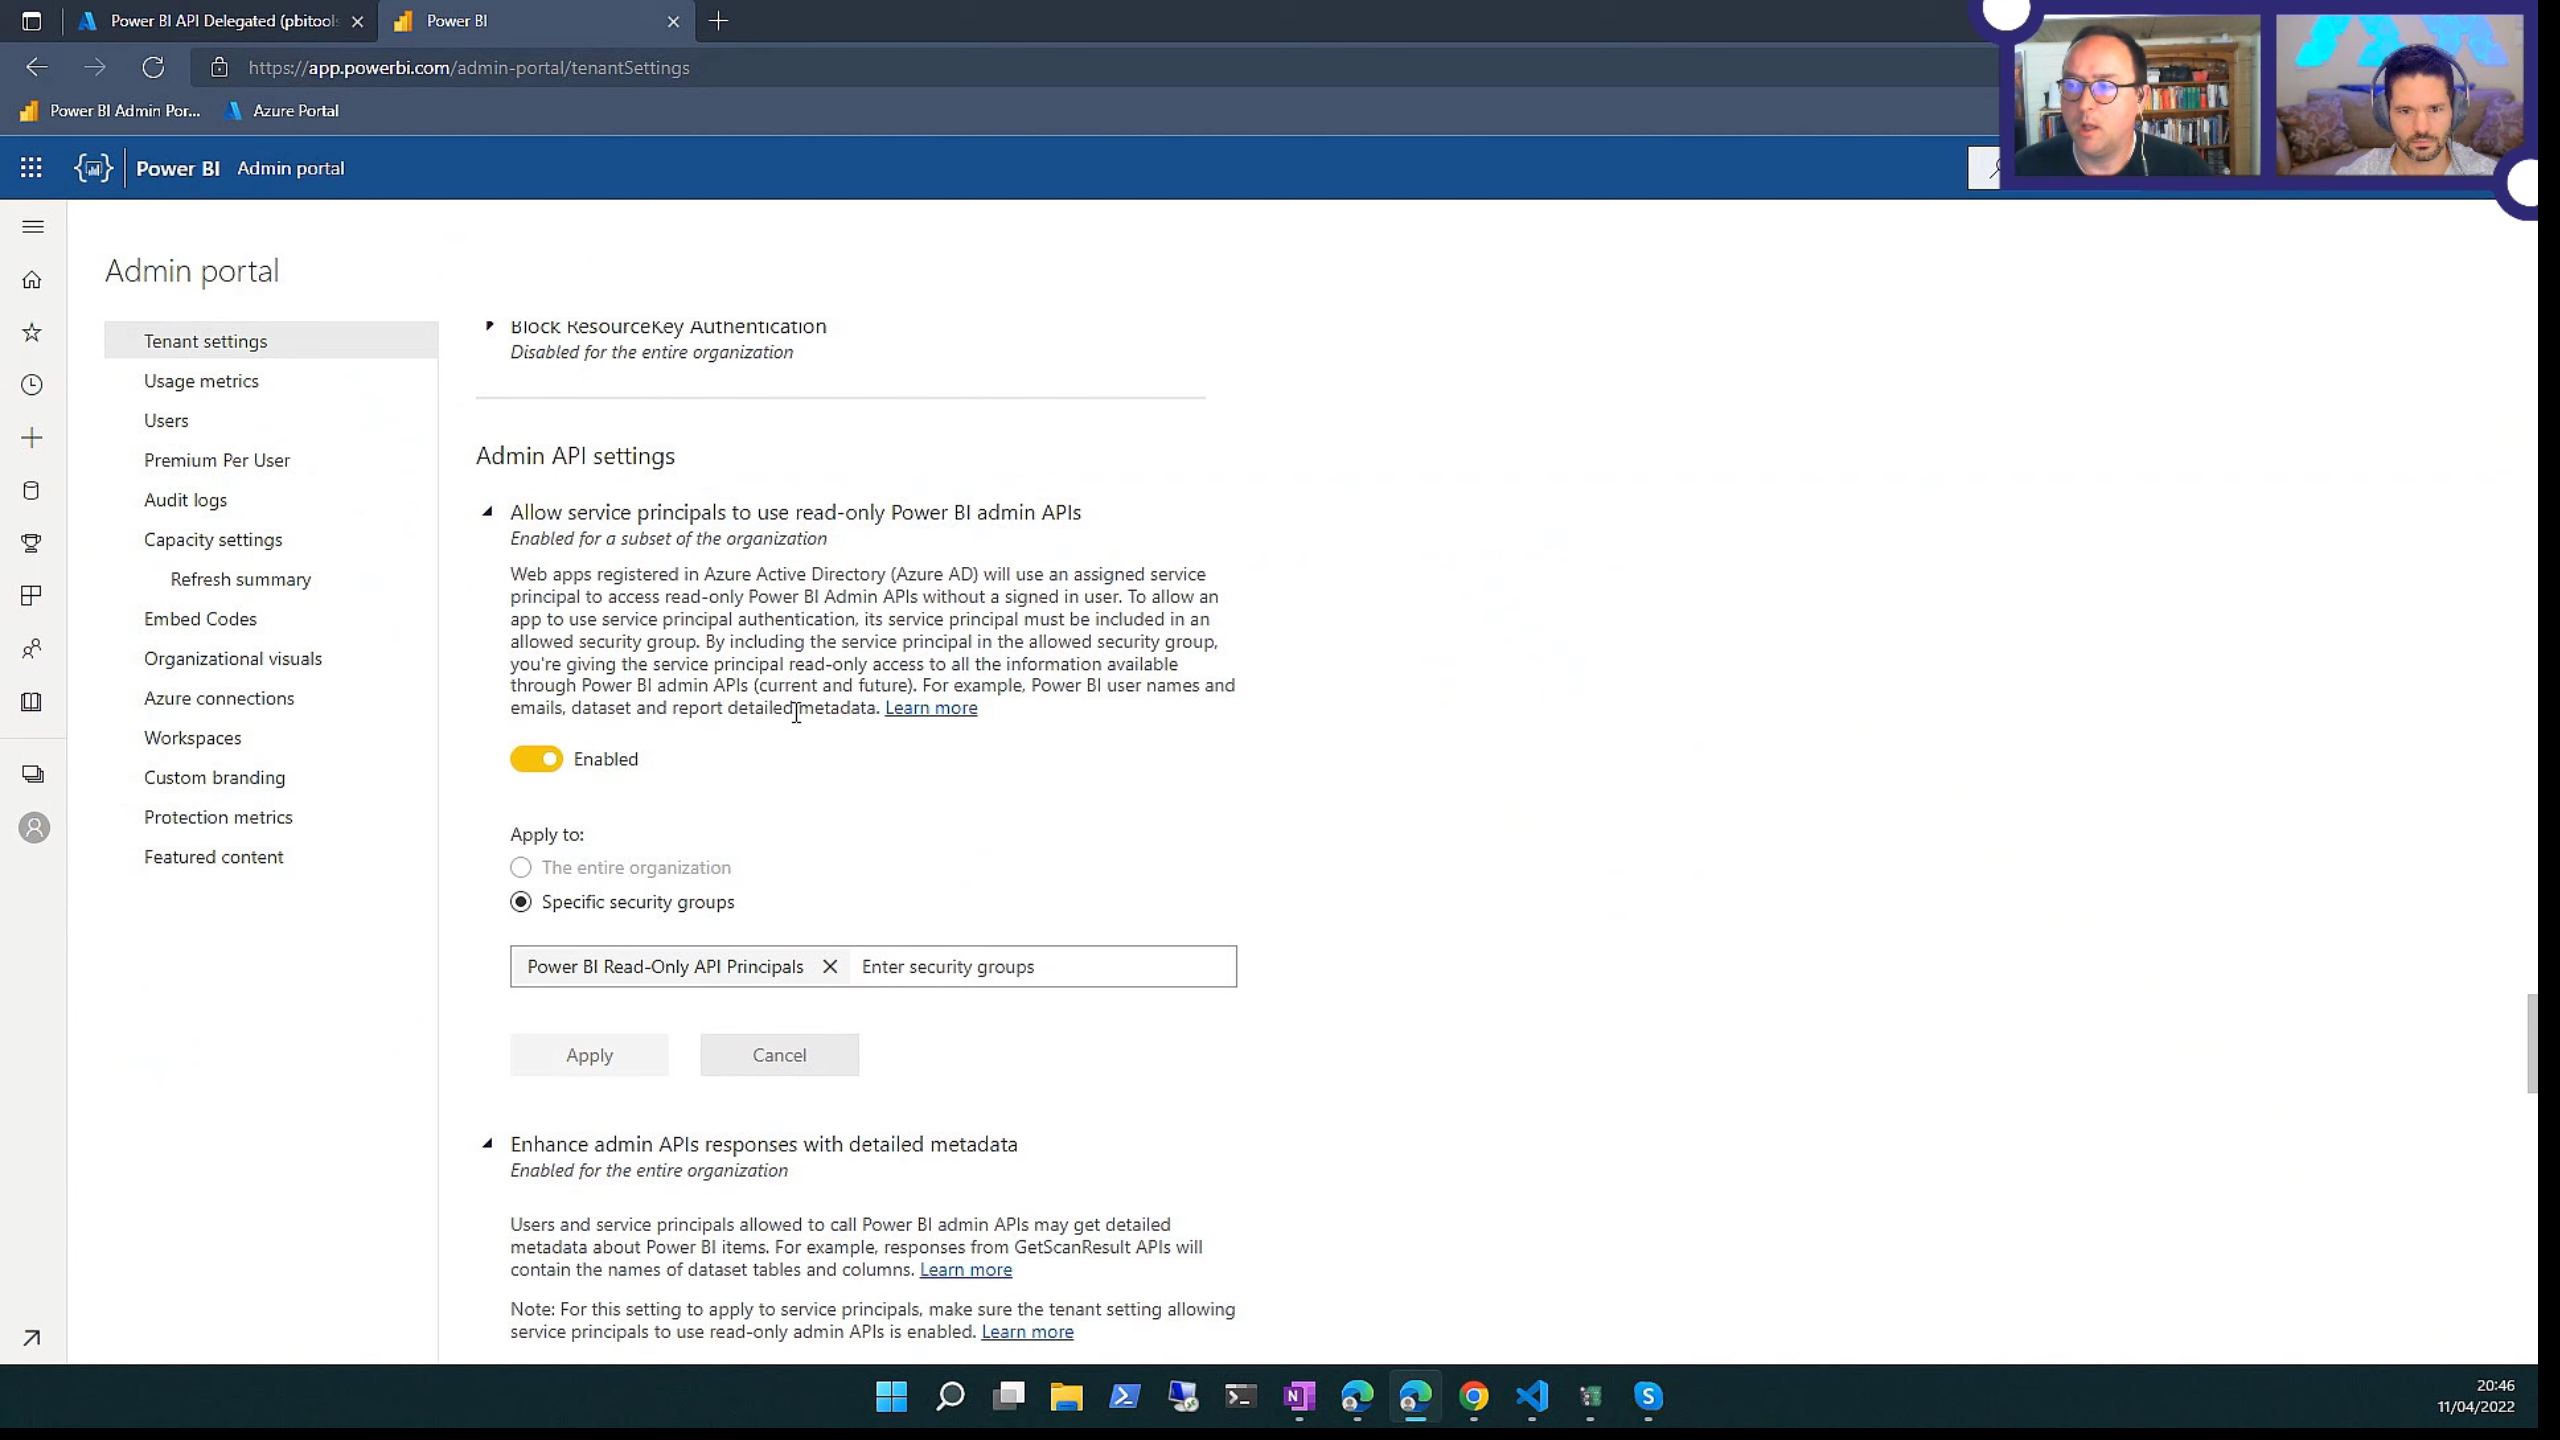 Power BI API Delegated (pbitools
Power BI
https://app.powerbi.com/admin-portal/tenantSettings
Power BI Admin Por...
Azure Portal
Power BI
Admin portal
Admin portal
Tenant settings
Usage metrics
Users
Premium Per User
Audit logs
Capacity settings
Refresh summary
Embed Codes
Organizational visuals
Azure connections
Workspaces
Custom branding
Protection metrics
Featured content
Block ResourceKey Authentication
Disabled for the entire organization
Admin API settings
Allow service principals to use read-only Power BI admin APIs
Enabled for a subset of the organization
Web apps registered in Azure Active Directory (Azure AD) will use an assigned service
principal to access read-only Power BI Admin APIs without a signed in user. To allow an
app to use service principal authentication, its service principal must be included in an
allowed security group. By including the service principal in the allowed security group,
you're giving the service principal read-only access to all the information available
through Power BI admin APIs (current and future). For example, Power BI user names and
emails, dataset and report detailed metadata. Learn more
Enabled
Apply to:
The entire organization
Specific security groups
Power BI Read-Only API Principals
Enter security groups
Apply
Cancel
Enhance admin APIs responses with detailed metadata
Enabled for the entire organization
Users and service principals allowed to call Power BI admin APIs may get detailed
metadata about Power BI items. For example, responses from GetScanResult APIs will
contain the names of dataset tables and columns. Learn more
Note: For this setting to apply to service principals, make sure the tenant setting allowing
service principals to use read-only admin APIs is enabled. Learn more
20:46
11/04/2022